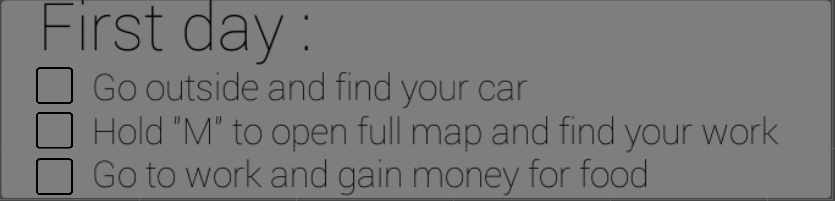 First day :
Go outside and find your car
Hold "M" to open full map and find your work
Go to work and gain money for food